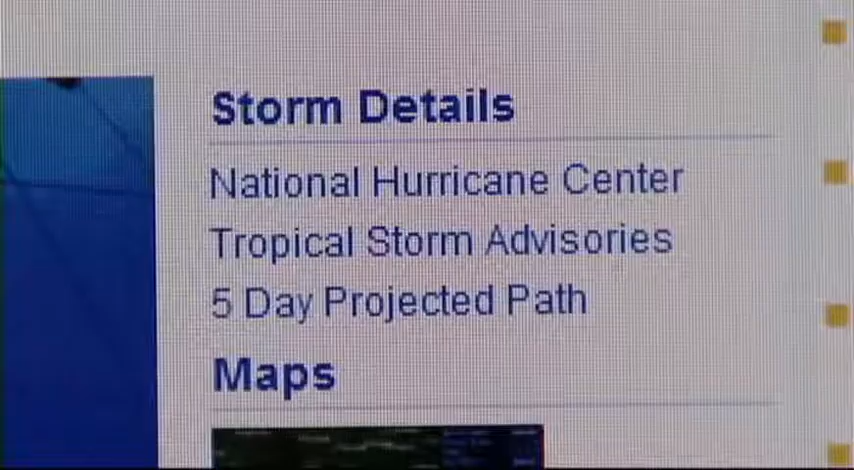 Storm Details
National Hurricane Center
Tropical Storm Advisories
5 Day Projected Path
Maps